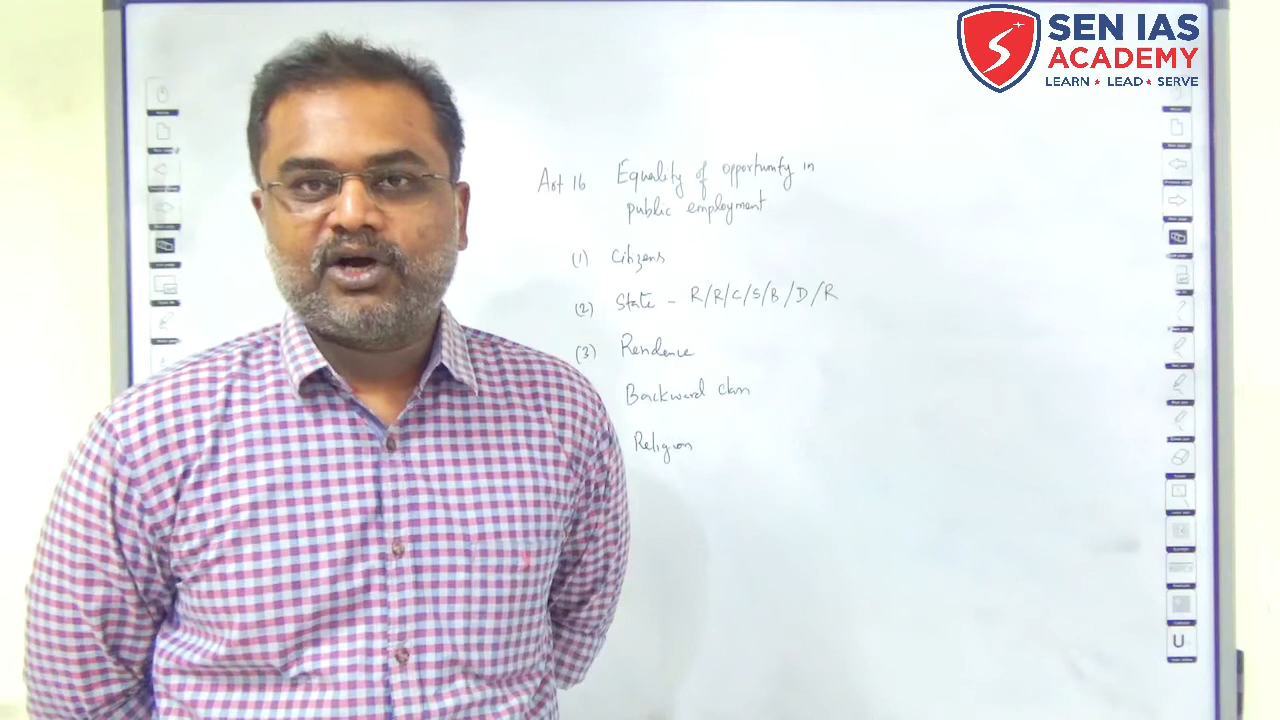 SEN IAS
ACADEMY
LEARN ★ LEAD ★ SERVE
Art 16 Equality of opportunity in
public employment
(1) Citizens
(2) State - R/R/C/S/B/D/R
(3) Residence
Backward class
Religion
U